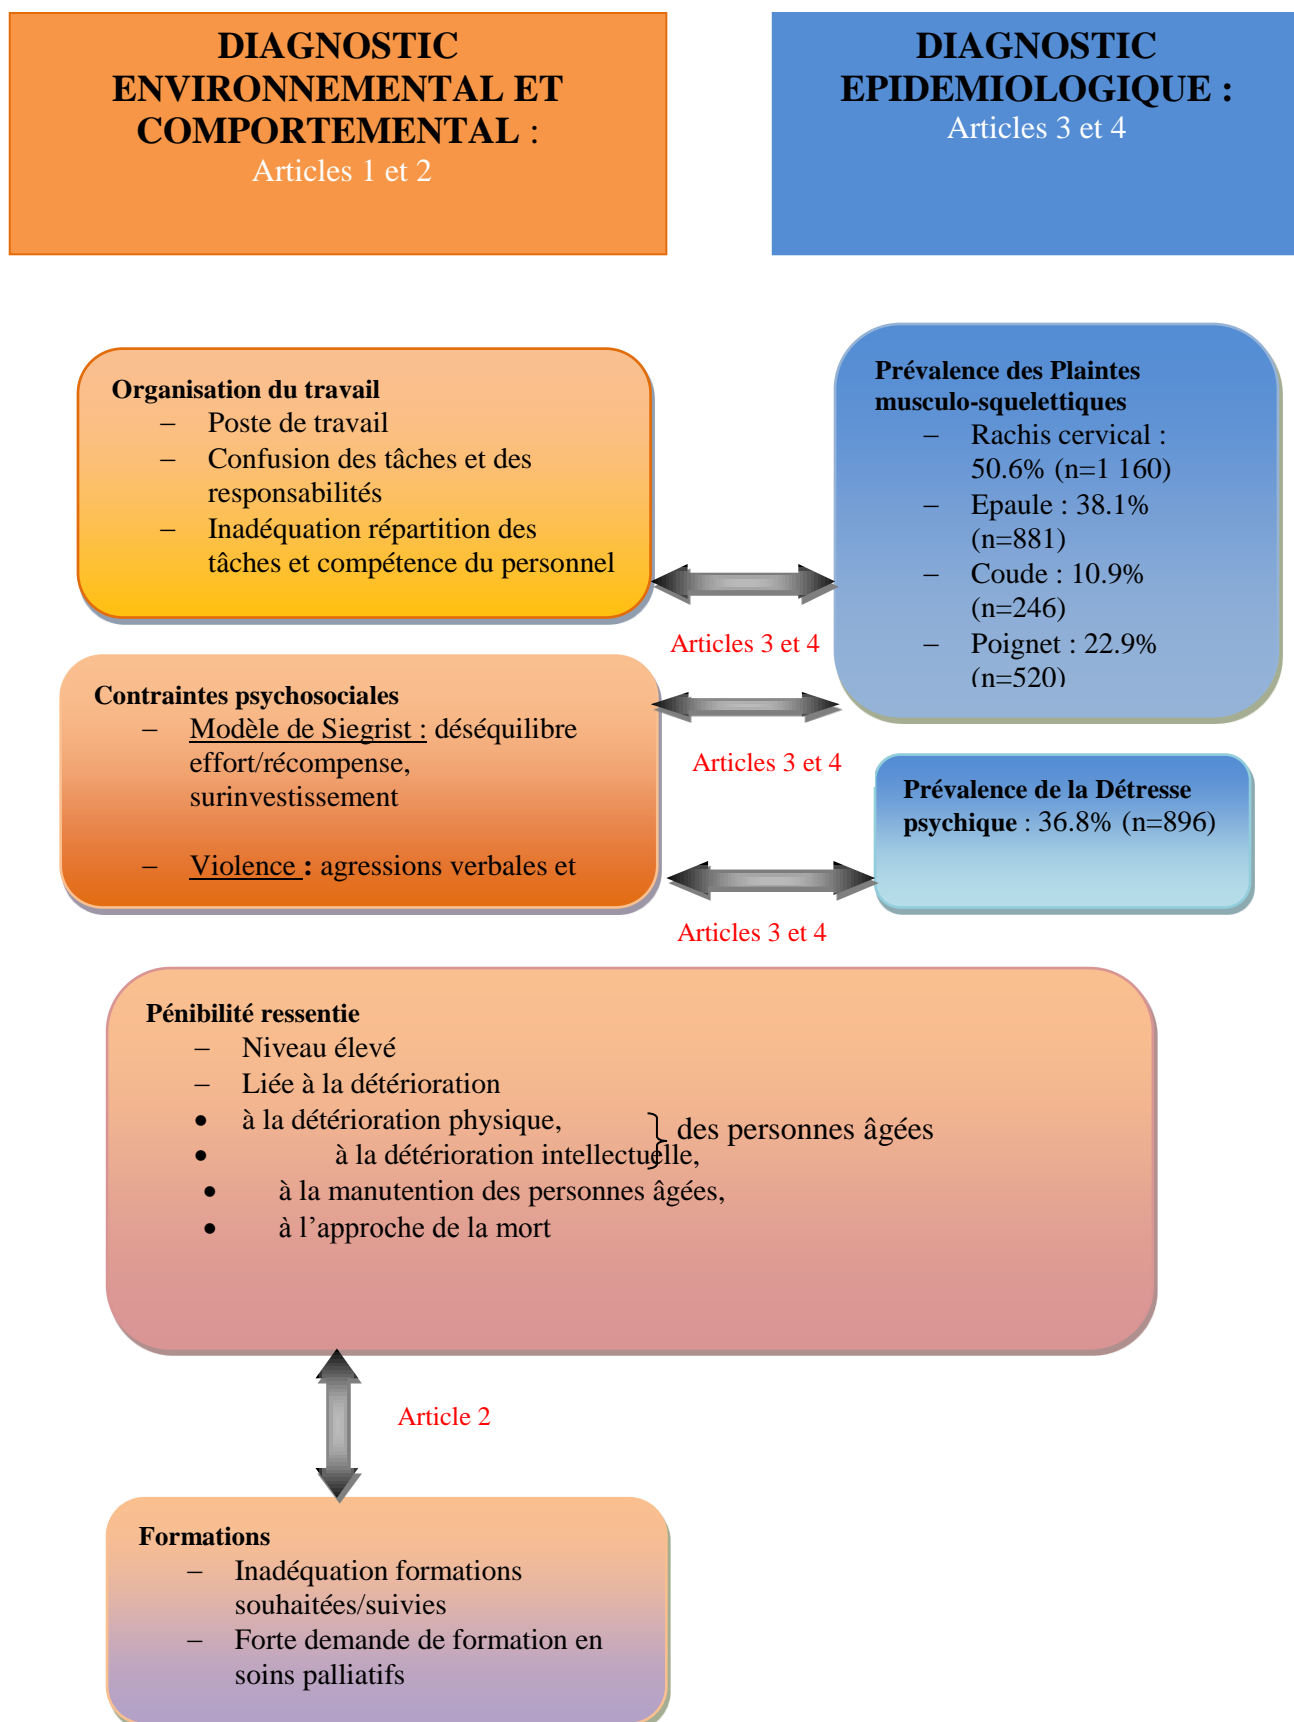 DIAGNOSTIC
ENVIRONNEMENTAL ET
COMPORTEMENTAL :
Articles 1 et 2
DIAGNOSTIC
EPIDEMIOLOGIQUE :
Articles 3 et 4
Organisation du travail
– Poste de travail
– Confusion des tâches et des
responsabilités
– Inadéquation répartition des
tâches et compétence du personnel
Prévalence des Plaintes
musculo-squelettiques
– Rachis cervical :
50.6% (n=1 160)
– Epaule : 38.1%
(n=881)
– Coude : 10.9%
(n=246)
– Poignet : 22.9%
(n=520)
Articles 3 et 4
Contraintes psychosociales
– Modèle de Siegrist : déséquilibre
effort/récompense,
surinvestissement
– Violence : agressions verbales et
Articles 3 et 4
Prévalence de la Détresse
psychique : 36.8% (n=896)
Articles 3 et 4
Pénibilité ressentie
– Niveau élevé
– Liée à la détérioration
• à la détérioration physique,
• à la détérioration intellectuelle,
des personnes âgées
• à la manutention des personnes âgées,
• à l’approche de la mort
Article 2
Formations
– Inadéquation formations
souhaitées/suivies
– Forte demande de formation en
soins palliatifs